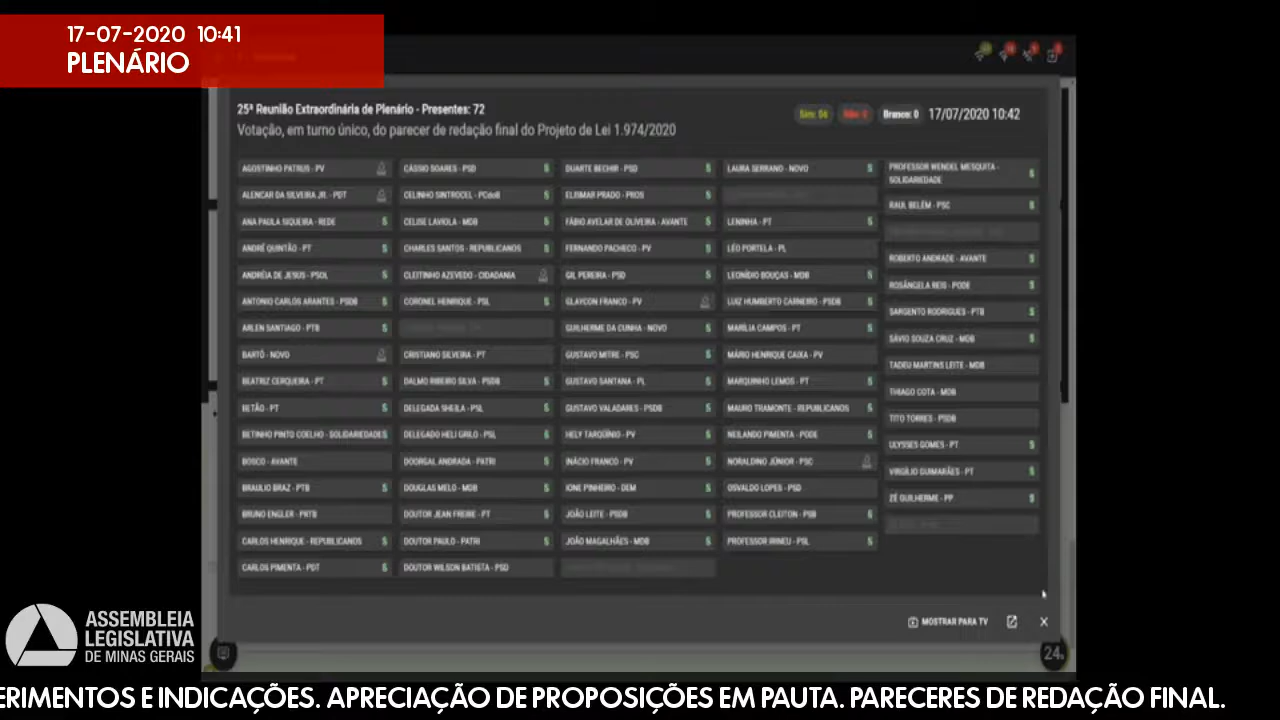 17-07-2020 10:41
PLENÁRIO
25ª Reunião Extraordinária de Plenário - Presentes: 72
Branco: 0
17/07/2020 10:42
Votação, em turno único, do parecer de redação final do Projeto de Lei 1.974/2020
AGOSTINHO PATRUS - PV
ALENCAR DA SILVEIRA JR. - PDT
ANA PAULA SIQUEIRA - REDE S
ANDRÉ QUINTÃO - PT S
ANDRÉIA DE JESUS - PSOL S
ANTONIO CARLOS ARANTES - PSDB S
ARLEN SANTIAGO - PTB S
BARTÔ - NOVO
BEATRIZ CERQUEIRA - PT S
BETÃO - PT S
BETINHO PINTO COELHO - SOLIDARIEDADE S
BOSCO - AVANTE
BRAULIO BRAZ - PTB S
BRUNO ENGLER - PRTB
CARLOS HENRIQUE - REPUBLICANOS S
CARLOS PIMENTA - PDT S
CÁSSIO SOARES - PSD S
CELINHO SINTROCEL - PCdoB S
CELISE LAVIOLA - MDB S
CHARLES SANTOS - REPUBLICANOS S
CLEITINHO AZEVEDO - CIDADANIA
CORONEL HENRIQUE - PSL S
CRISTIANO SILVEIRA - PT
DALMO RIBEIRO SILVA - PSDB S
DELEGADA SHEILA - PSL S
DELEGADO HELI GRILO - PSL S
DOORGAL ANDRADA - PATRI S
DOUGLAS MELO - MDB S
DOUTOR JEAN FREIRE - PT S
DOUTOR PAULO - PATRI S
DOUTOR WILSON BATISTA - PSD
DUARTE BECHIR - PSD S
ELISMAR PRADO - PROS S
FÁBIO AVELAR DE OLIVEIRA - AVANTE S
FERNANDO PACHECO - PV S
GIL PEREIRA - PSD S
GLAYCON FRANCO - PV
GUILHERME DA CUNHA - NOVO S
GUSTAVO MITRE - PSC S
GUSTAVO SANTANA - PL S
GUSTAVO VALADARES - PSDB S
HELY TARQÜÍNIO - PV S
INÁCIO FRANCO - PV S
IONE PINHEIRO - DEM S
JOÃO LEITE - PSDB S
JOÃO MAGALHÃES - MDB S
LAURA SERRANO - NOVO S
LENINHA - PT S
LÉO PORTELA - PL
LEONÍDIO BOUÇAS - MDB S
LUIZ HUMBERTO CARNEIRO - PSDB S
MARÍLIA CAMPOS - PT S
MÁRIO HENRIQUE CAIXA - PV
MARQUINHO LEMOS - PT S
MAURO TRAMONTE - REPUBLICANOS S
NEILANDO PIMENTA - PODE S
NORALDINO JÚNIOR - PSC
OSVALDO LOPES - PSD
PROFESSOR CLEITON - PSB S
PROFESSOR IRINEU - PSL S
PROFESSOR WENDEL MESQUITA -
SOLIDARIEDADE S
RAUL BELÉM - PSC S
ROBERTO ANDRADE - AVANTE S
ROSÂNGELA REIS - PODE S
SARGENTO RODRIGUES - PTB S
SÁVIO SOUZA CRUZ - MDB S
TADEU MARTINS LEITE - MDB
THIAGO COTA - MDB
TITO TORRES - PSDB
ULYSSES GOMES - PT S
VIRGÍLIO GUIMARÃES - PT S
ZÉ GUILHERME - PP S
MOSTRAR PARA TV
24
ASSEMBLEIA
LEGISLATIVA
DE MINAS GERAIS
ERIMENTOS E INDICAÇÕES. APRECIAÇÃO DE PROPOSIÇÕES EM PAUTA. PARECERES DE REDAÇÃO FINAL.